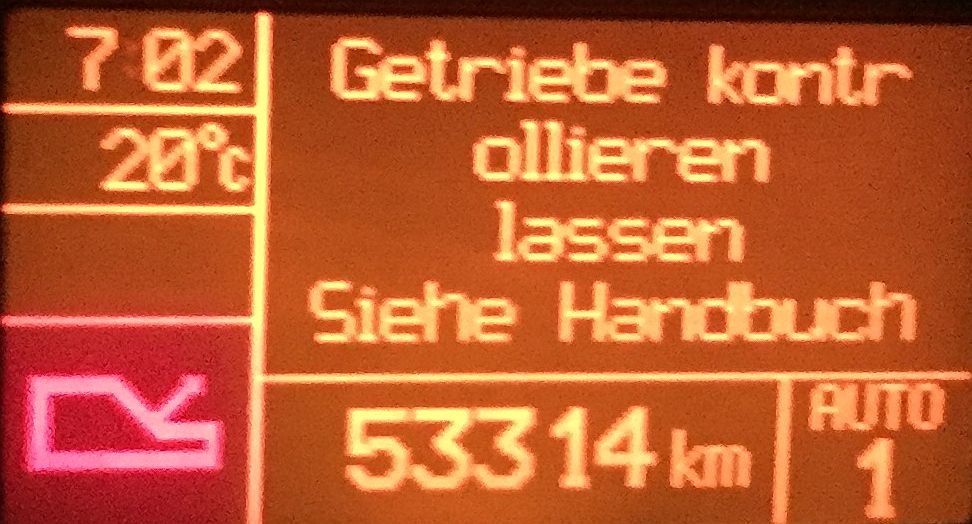 7:02
Getriebe kontr
ollieren
lassen
Siehe Handbuch
20°c
53314 km
AUTO
1